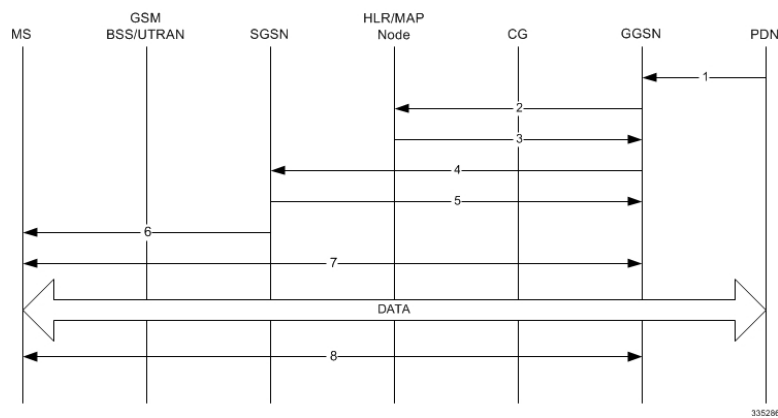 GSM
HLR/MAP
MS
BSS/UTRAN
SGSN
Node
CG
GGSN
PDN
1
2
3
4
5
6
7
DATA
8
335286